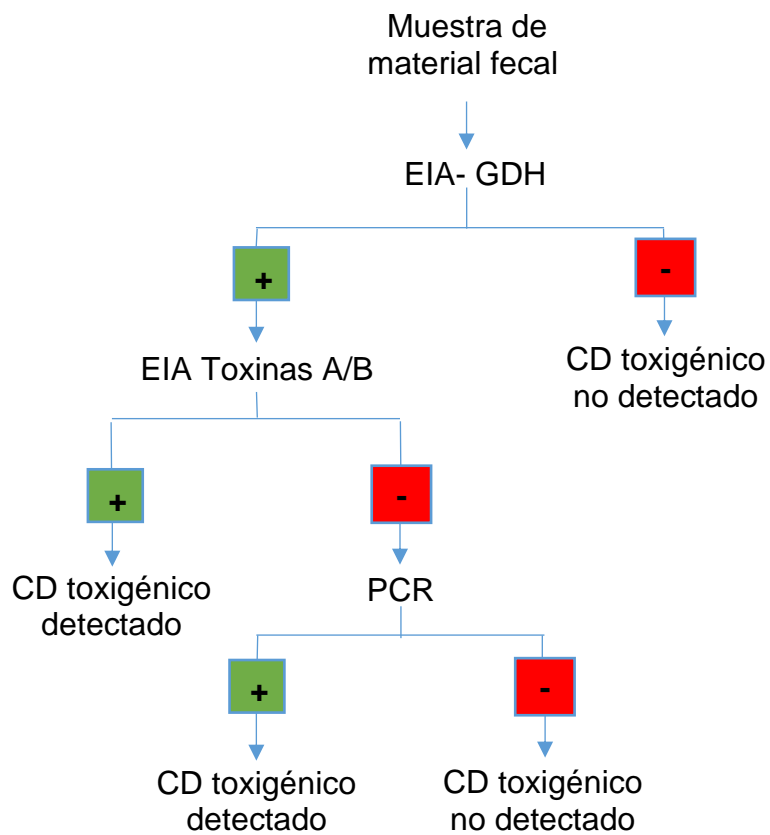 Muestra de
material fecal
EIA- GDH
+
-
EIA Toxinas A/B
CD toxigénico
no detectado
+
-
CD toxigénico
detectado
PCR
+
-
CD toxigénico
detectado
CD toxigénico
no detectado